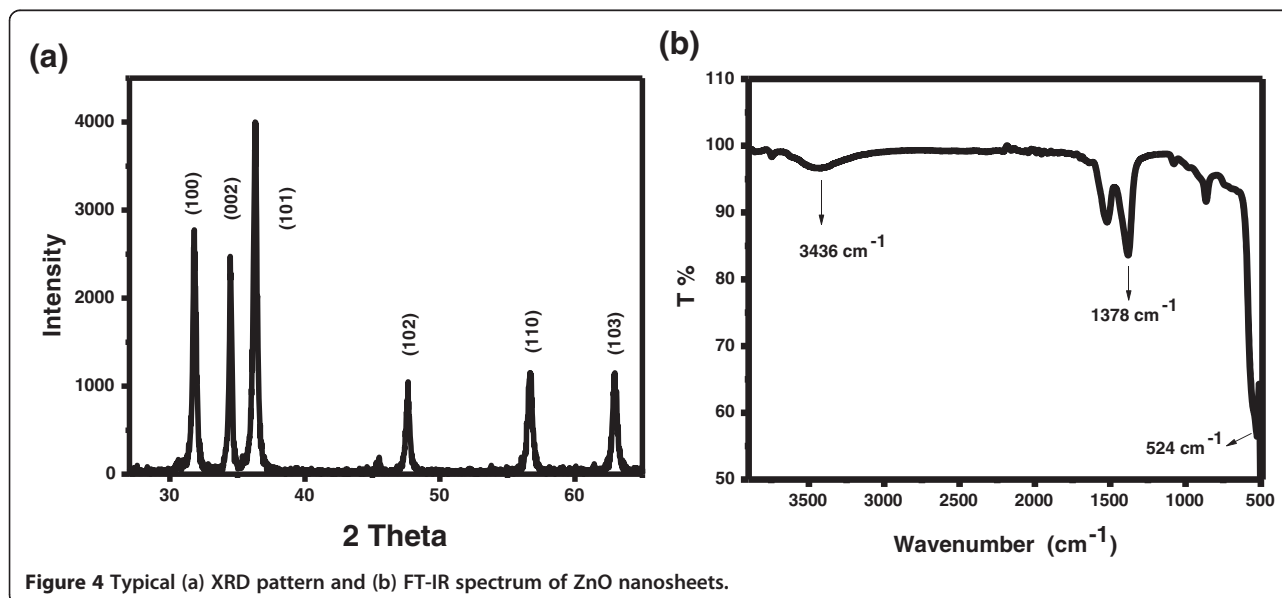 (a)
4000
3000
2000
1000
0
Intensity
(100)
(002)
(101)
(102)
(110)
(103)
30
40
50
60
2 Theta
(b)
110
100
90
80
70
60
50
T %
3436 cm-1
1378 cm-1
524 cm-1
3500
3000
2500
2000
1500
1000
500
Wavenumber (cm-1)
Figure 4 Typical (a) XRD pattern and (b) FT-IR spectrum of ZnO nanosheets.